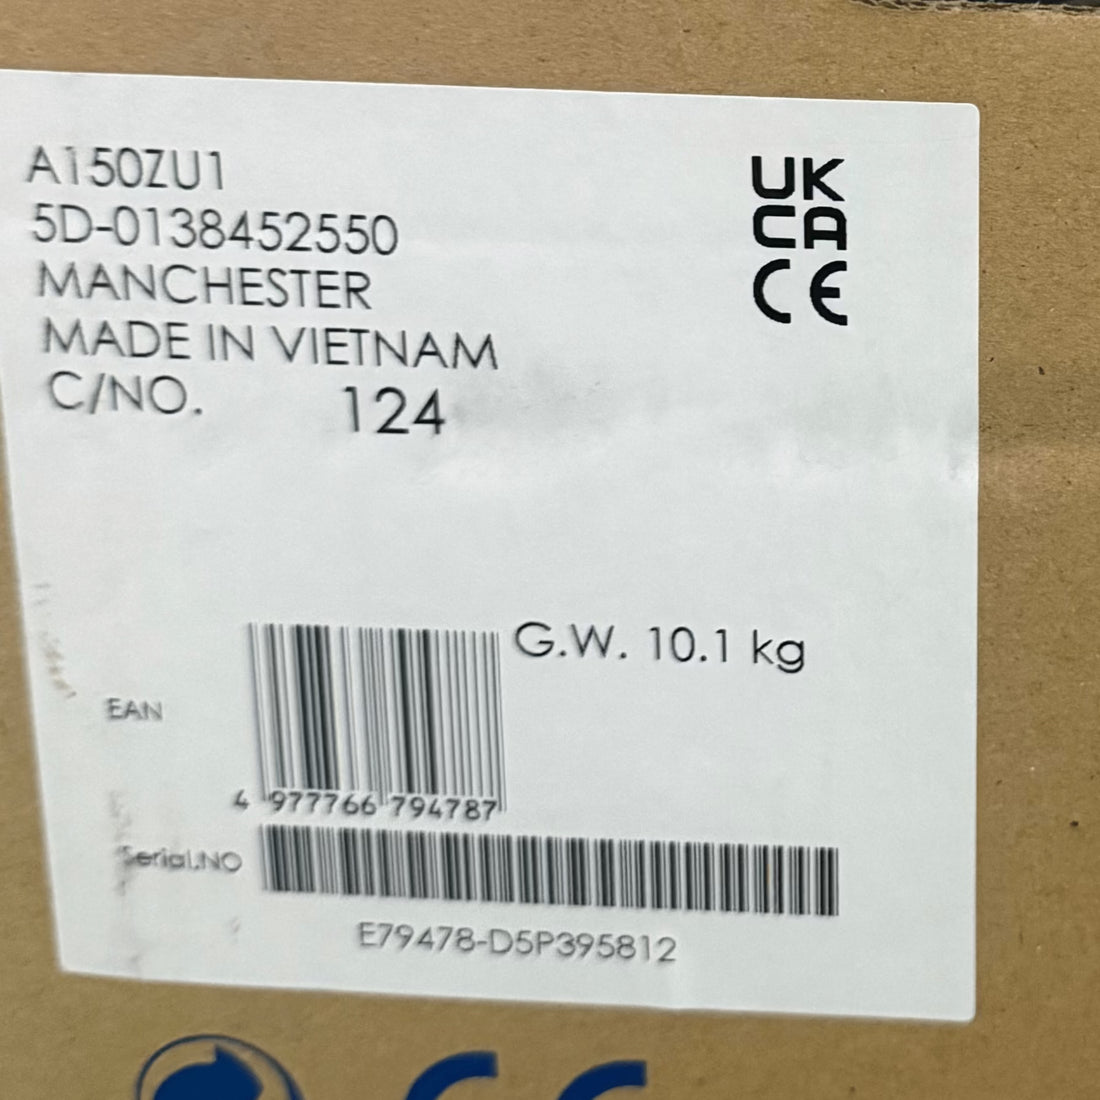 A150ZU1
5D-0138452550
MANCHESTER
MADE IN VIETNAM
C/NO. 124
UK
CA
CE
G.W. 10.1 kg
EAN
4 977766 794787
Serial.NO
E79478-D5P395812